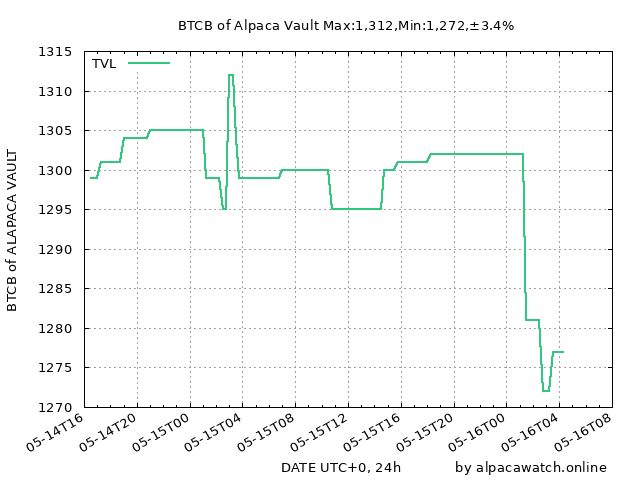 BTCB of Alpaca Vault Max:1,312,Min:1,272,±3.4%
TVL
BTCB of ALAPACA VAULT
1315
1310
1305
1300
1295
1290
1285
1280
1275
1270
05-14T16
05-14T20
05-15T00
05-15T04
05-15T08
05-15T12
05-15T16
05-15T20
05-16T00
05-16T04
05-16T08
DATE UTC+0, 24h
by alpacawatch.online